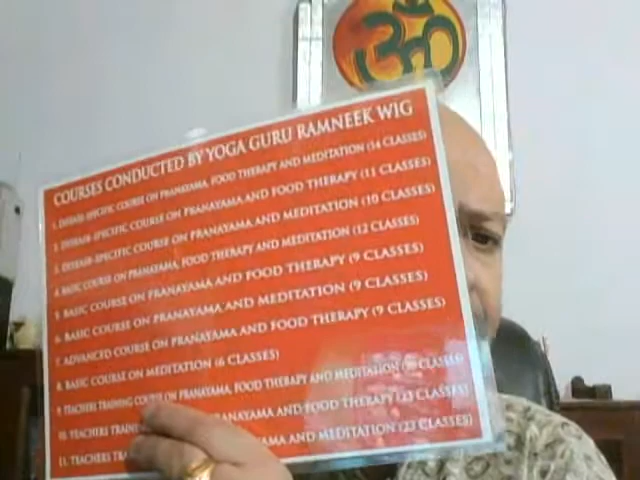 ॐ
COURSES CONDUCTED BY YOGA GURU RAMNEEK WIG
1. DISEASE-SPECIFIC COURSE ON PRANAYAMA, FOOD THERAPY AND MEDITATION (14 CLASSES)
2. DISEASE-SPECIFIC COURSE ON PRANAYAMA AND FOOD THERAPY (11 CLASSES)
3. DISEASE-SPECIFIC COURSE ON PRANAYAMA AND MEDITATION (10 CLASSES)
4. BASIC COURSE ON PRANAYAMA, FOOD THERAPY AND MEDITATION (12 CLASSES)
5. BASIC COURSE ON PRANAYAMA AND FOOD THERAPY (9 CLASSES)
6. BASIC COURSE ON PRANAYAMA AND MEDITATION (9 CLASSES)
7. ADVANCED COURSE ON PRANAYAMA AND FOOD THERAPY (9 CLASSES)
8. BASIC COURSE ON MEDITATION (6 CLASSES)
9. TEACHERS TRAINING COURSE ON PRANAYAMA, FOOD THERAPY AND MEDITATION CLASSES)
10. TEACHERS PRANAYAMA AND FOOD THERAPY (23 CLASSES)
11. TEACHERS AND MEDITATION (23 CLASSES)